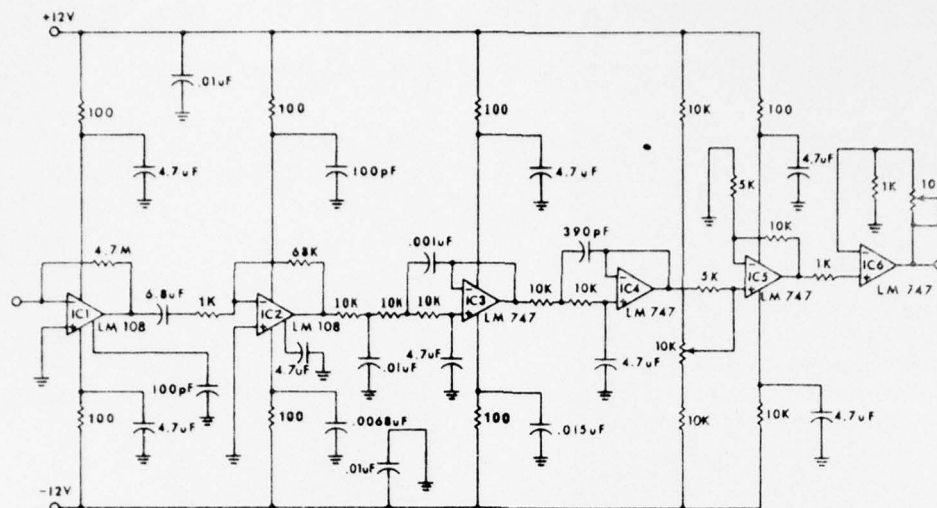 +12V
.01uF
100
100
100
10K
100
4.7uF
100pF
4.7uF
4.7uF
5K
1K
10
4.7M
68K
.001uF
390pF
10K
6.8uF
1K
10K
10K
10K
10K
10K
5K
1K
IC1
LM 108
IC2
LM 108
IC3
LM 747
IC4
LM 747
IC5
LM 747
IC6
LM 747
4.7uF
.01uF
4.7uF
4.7uF
10K
100pF
100
4.7uF
100
.0068uF
100
.015uF
10K
10K
4.7uF
.01uF
-12V